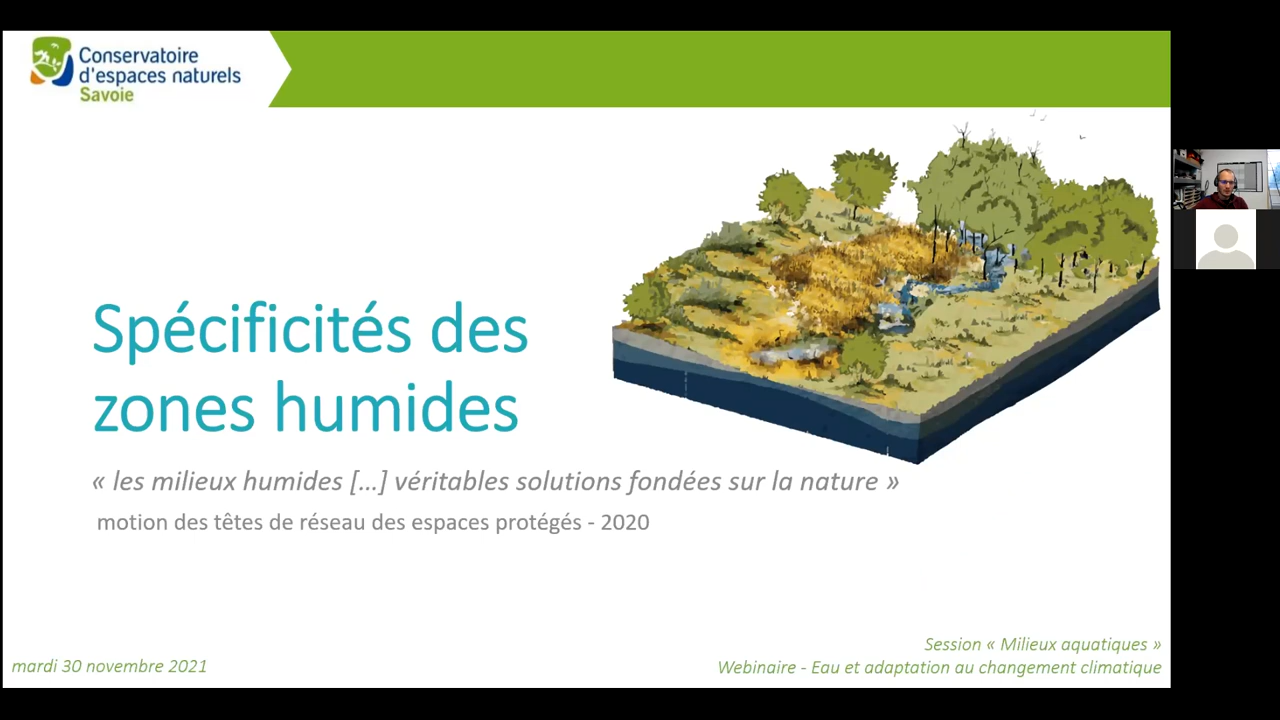 Conservatoire
d'espaces naturels
Savoie
Spécificités des
zones humides
« les milieux humides [...] véritables solutions fondées sur la nature »
motion des têtes de réseau des espaces protégés - 2020
Session « Milieux aquatiques »
mardi 30 novembre 2021
Webinaire - Eau et adaptation au changement climatique